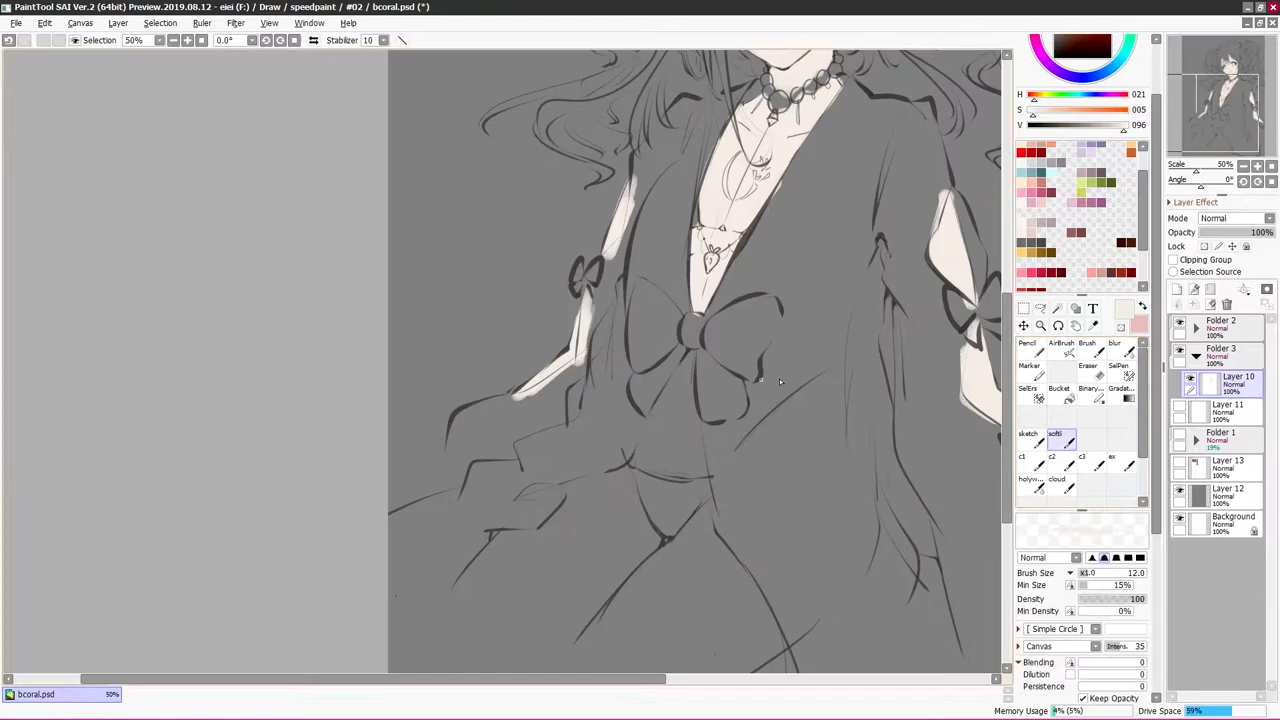 PaintTool SAI Ver.2 (64bit) Preview.2019.08.12 - eiei (F:) / Draw / speedpaint / #02 / bcoral.psd (*)
File Edit Canvas Layer Selection Ruler Filter View Window Help
Selection 50% 0.0° Stabilizer 10
H 021
S 005
V 096
T
Pencil AirBrush Brush blur
Marker Eraser SelPen
SelErs Bucket Binary... Gradat...
sketch softl
c1 c2 c3 ex
holyw... cloud
Normal
Brush Size x1.0 12.0
Min Size 15%
Density 100
Min Density 0%
[ Simple Circle ]
Canvas Intens. 35
Blending 0
Dilution 0
Persistence 0
Keep Opacity
Scale 50%
Angle 0°
Layer Effect
Mode Normal
Opacity 100%
Lock
Clipping Group
Selection Source
Folder 2
Normal
100%
Folder 3
Normal
100%
Layer 10
Normal
100%
Layer 11
Normal
100%
Folder 1
Normal
19%
Layer 13
Normal
100%
Layer 12
Normal
100%
Background
Normal
100%
bcoral.psd 50%
Memory Usage 4% (5%) Drive Space 59%